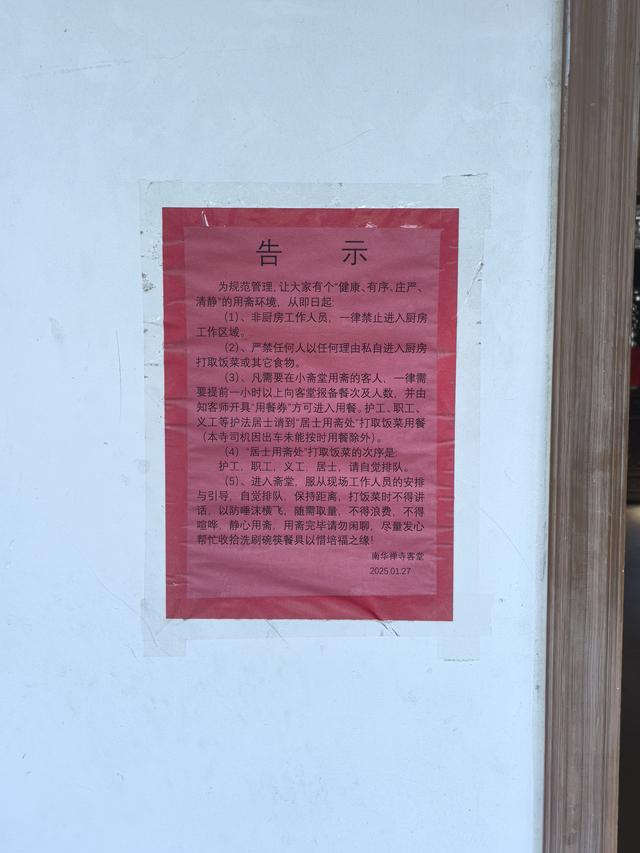 告 示
为规范管理, 让大家有个“健康、有序、庄严、
清静”的用斋环境, 从即日起:
（1）、非厨房工作人员, 一律禁止进入厨房
工作区域。
（2）、严禁任何人以任何理由私自进入厨房
打取饭菜或其它食物。
（3）、凡需要在小斋堂用斋的客人, 一律需
要提前一小时以上向客堂报备餐次及人数, 并由
知客师开具“用餐券”方可进入用餐。护工、职工、
义工等护法居士请到“居士用斋处”打取饭菜用餐
（本寺司机因出车未能按时用餐除外）。
（4）“居士用斋处”打取饭菜的次序是:
护工, 职工, 义工, 居士, 请自觉排队。
（5）、进入斋堂, 服从现场工作人员的安排
与引导, 自觉排队, 保持距离, 打饭菜时不得讲
话, 以防唾沫横飞, 随需取量, 不得浪费, 不得
喧哗, 静心用斋, 用斋完毕请勿闲聊, 尽量发心
帮忙收拾洗刷碗筷餐具以惜培福之缘!
南华禅寺客堂
2025.01.27